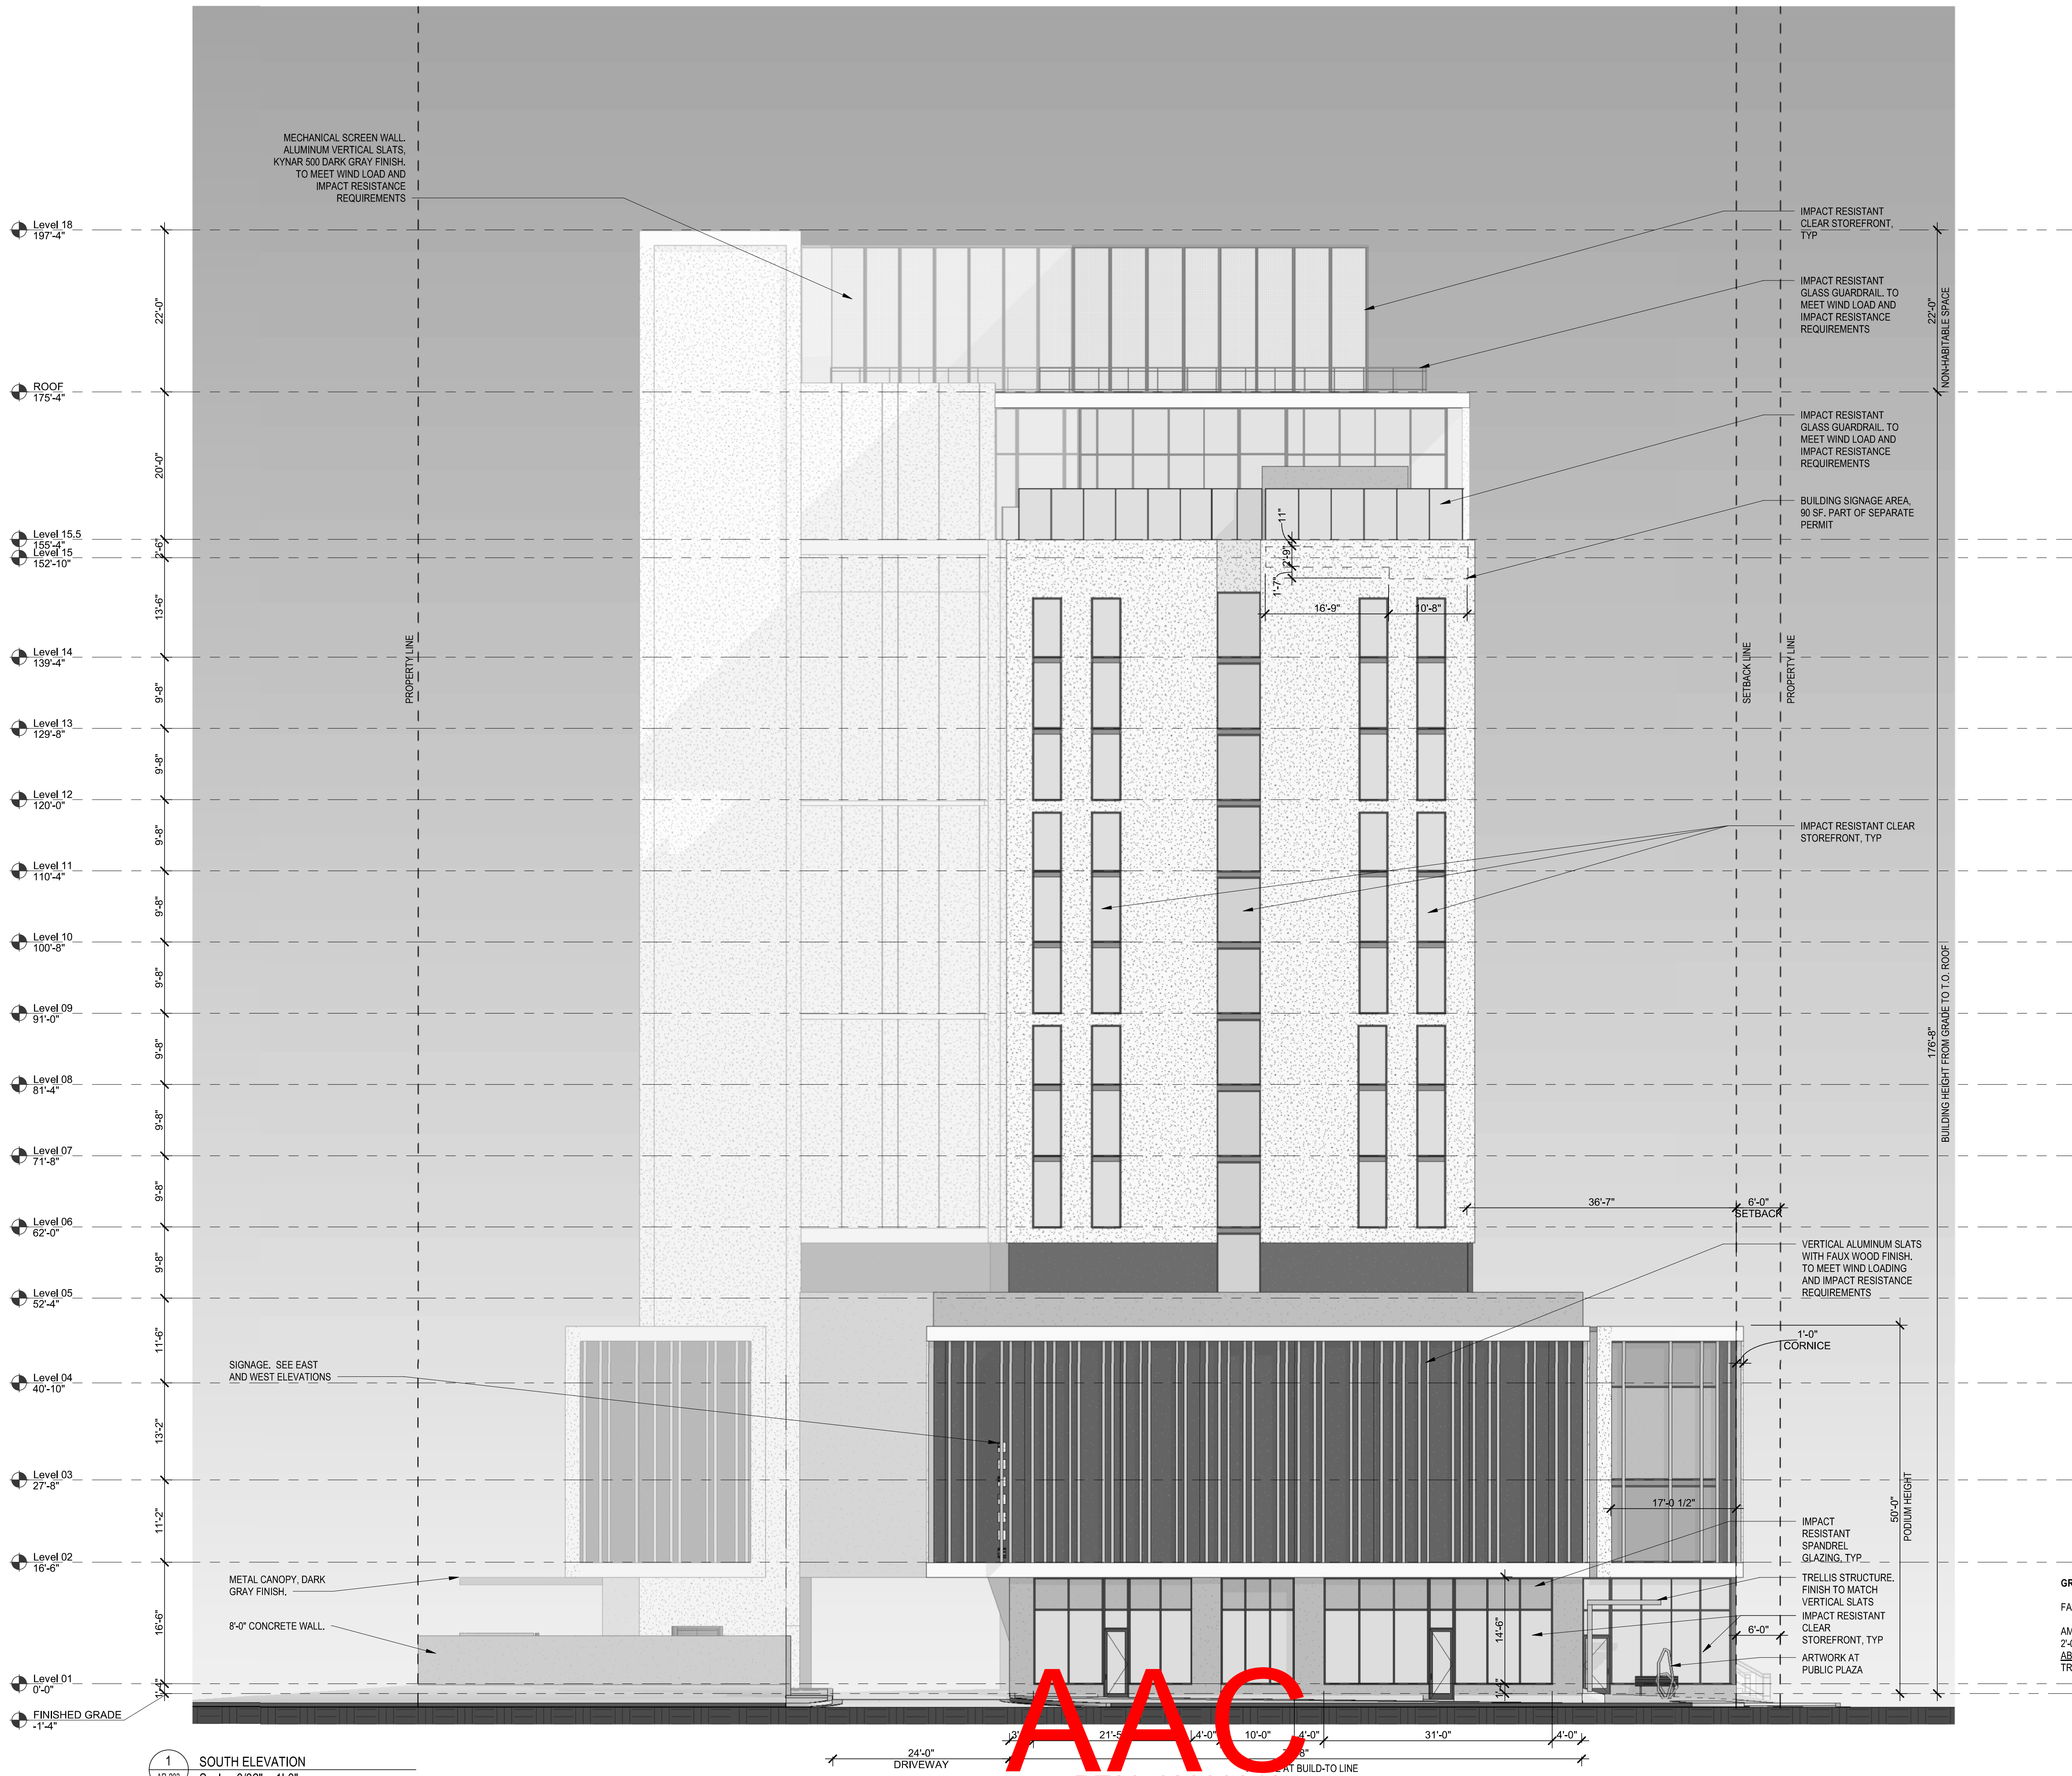 MECHANICAL SCREEN WALL.
ALUMINUM VERTICAL SLATS,
KYNAR 500 DARK GRAY FINISH.
TO MEET WIND LOAD AND
IMPACT RESISTANCE
REQUIREMENTS
IMPACT RESISTANT
CLEAR STOREFRONT,
TYP
IMPACT RESISTANT
GLASS GUARDRAIL. TO
MEET WIND LOAD AND
IMPACT RESISTANCE
REQUIREMENTS
IMPACT RESISTANT
GLASS GUARDRAIL. TO
MEET WIND LOAD AND
IMPACT RESISTANCE
REQUIREMENTS
BUILDING SIGNAGE AREA,
90 SF. PART OF SEPARATE
PERMIT
Level 18
197'-4"
22'-0"
ROOF
175'-4"
20'-0"
Level 15.5
155'-4"
2'-6"
Level 15
152'-10"
13'-6"
Level 14
139'-4"
9'-8"
Level 13
129'-8"
9'-8"
Level 12
120'-0"
9'-8"
Level 11
110'-4"
9'-8"
Level 10
100'-8"
9'-8"
Level 09
91'-0"
9'-8"
Level 08
81'-4"
9'-8"
Level 07
71'-8"
9'-8"
Level 06
62'-0"
9'-8"
Level 05
52'-4"
11'-6"
Level 04
40'-10"
13'-2"
Level 03
27'-8"
11'-2"
Level 02
16'-6"
16'-6"
Level 01
0'-0"
1'-4"
FINISHED GRADE
-1'-4"
PROPERTY LINE
SETBACK LINE
PROPERTY LINE
22'-0"
NON-HABITABLE SPACE
176'-8"
BUILDING HEIGHT FROM GRADE TO T.O. ROOF
11"
2'-9"
1'-7"
16'-9"
10'-8"
IMPACT RESISTANT CLEAR
STOREFRONT, TYP
36'-7"
6'-0"
SETBACK
VERTICAL ALUMINUM SLATS
WITH FAUX WOOD FINISH.
TO MEET WIND LOADING
AND IMPACT RESISTANCE
REQUIREMENTS
1'-0"
CORNICE
SIGNAGE. SEE EAST
AND WEST ELEVATIONS
17'-0 1/2"
50'-0"
PODIUM HEIGHT
IMPACT
RESISTANT
SPANDREL
GLAZING, TYP
METAL CANOPY, DARK
GRAY FINISH.
TRELLIS STRUCTURE.
FINISH TO MATCH
VERTICAL SLATS
8'-0" CONCRETE WALL.
14'-6"
IMPACT RESISTANT
CLEAR
STOREFRONT, TYP
6'-0"
ARTWORK AT
PUBLIC PLAZA
AAC
4'-0"
10'-0"
4'-0"
31'-0"
4'-0"
24'-0"
DRIVEWAY
AT BUILD-TO LINE
1
SOUTH ELEVATION